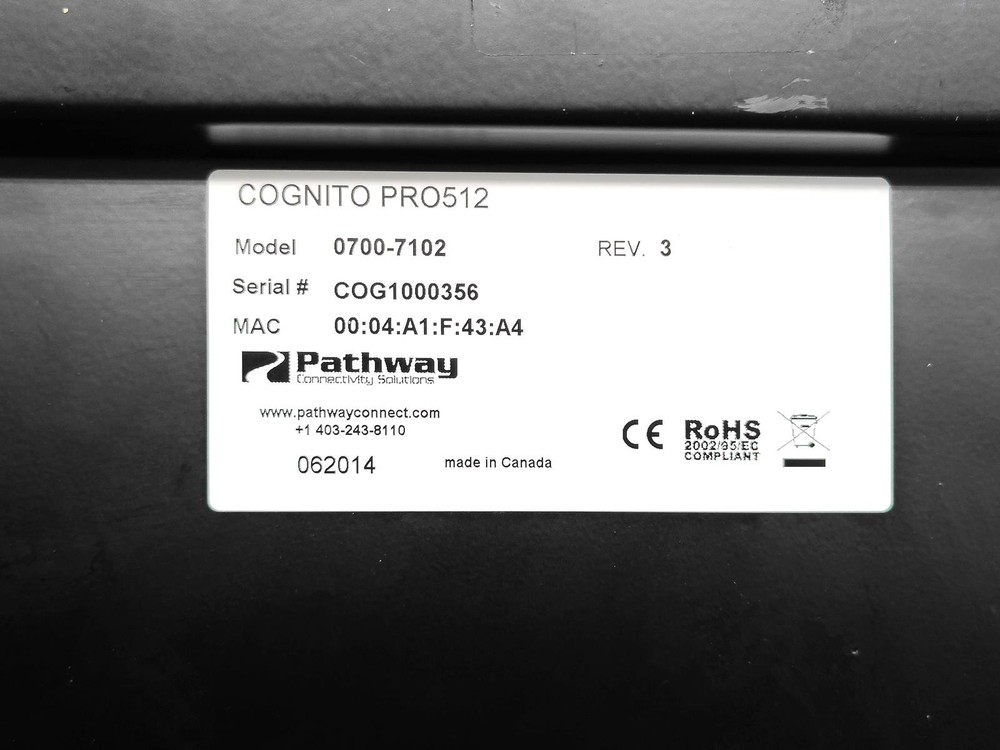 COGNITO PRO512
Model 0700-7102 REV. 3
Serial # COG1000356
MAC 00:04:A1:F:43:A4
Pathway
Connectivity Solutions
www.pathwayconnect.com
+1 403-243-8110
062014 made in Canada
CE RoHS
2002/95/EC
COMPLIANT